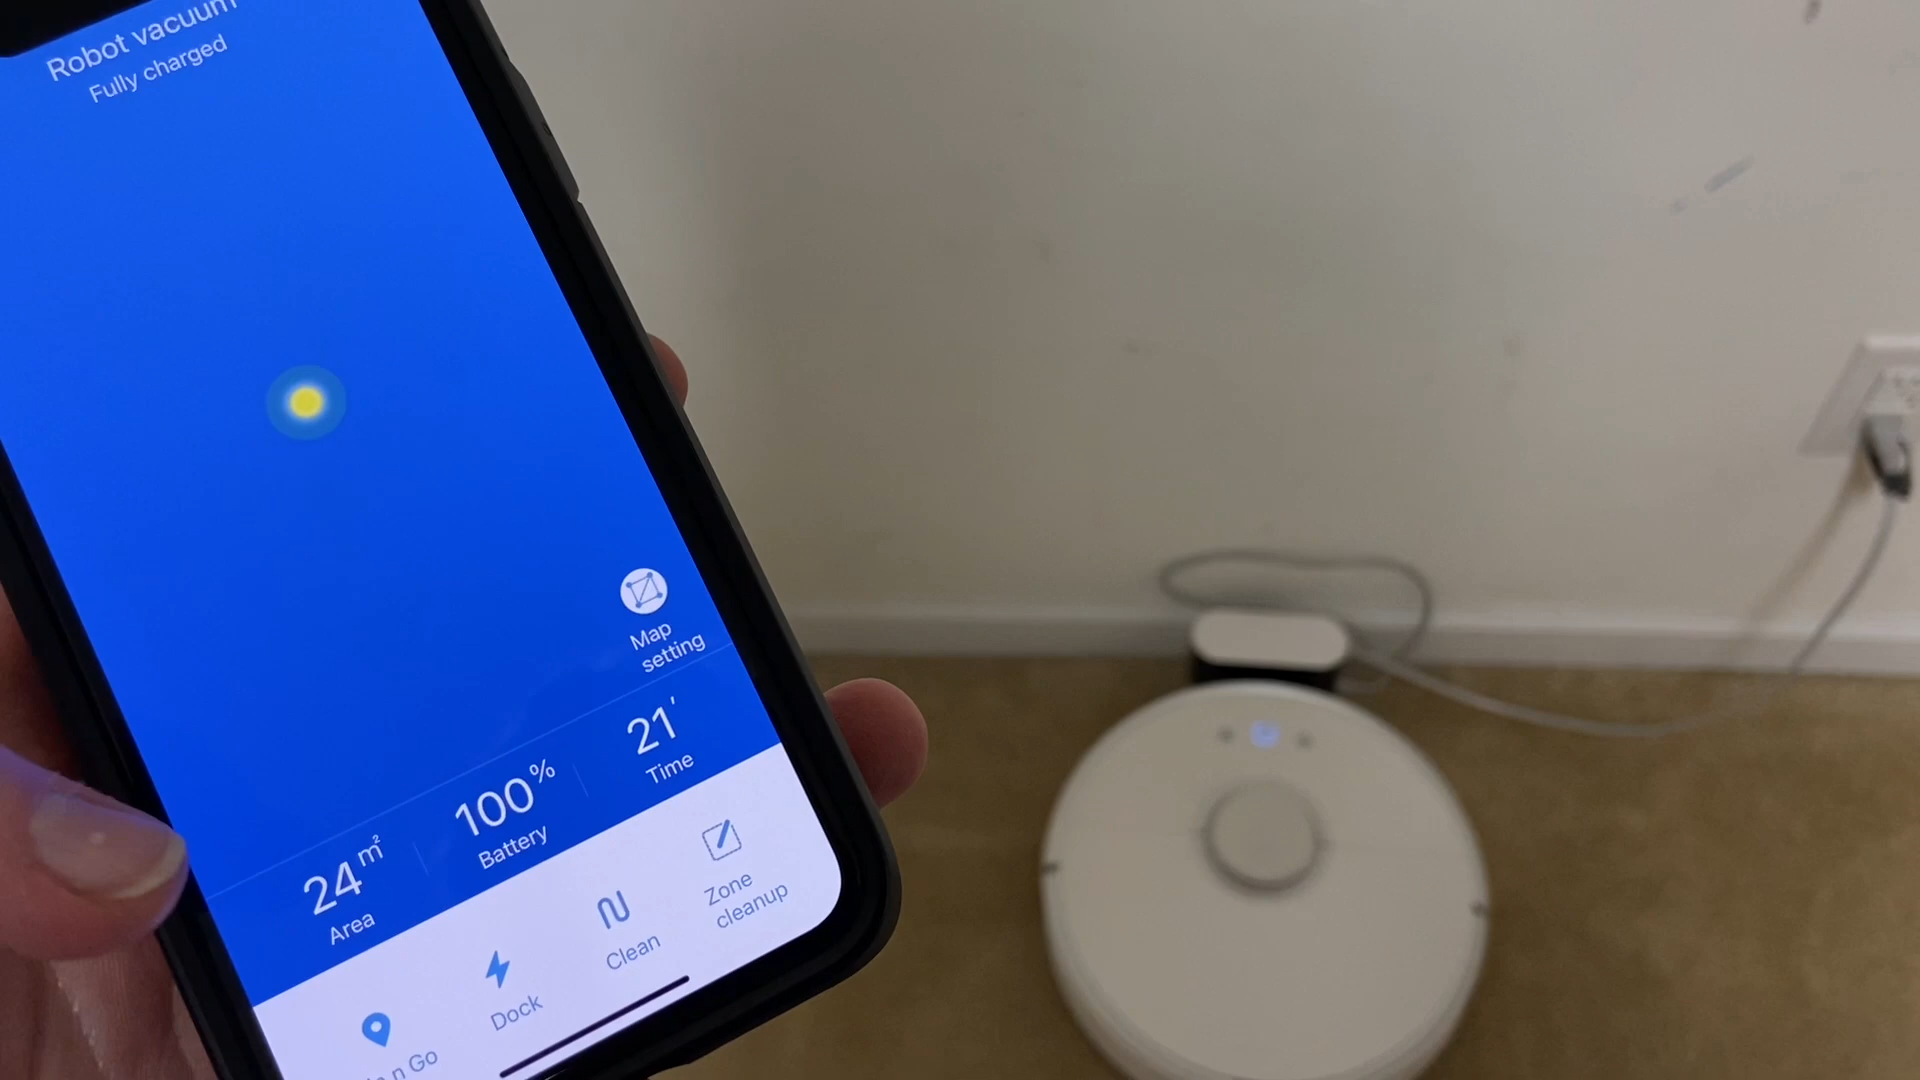 Robot vacuum
Fully charged
Map
setting
24 m²
Area
100%
Battery
21'
Time
n Go
Dock
Clean
Zone
cleanup